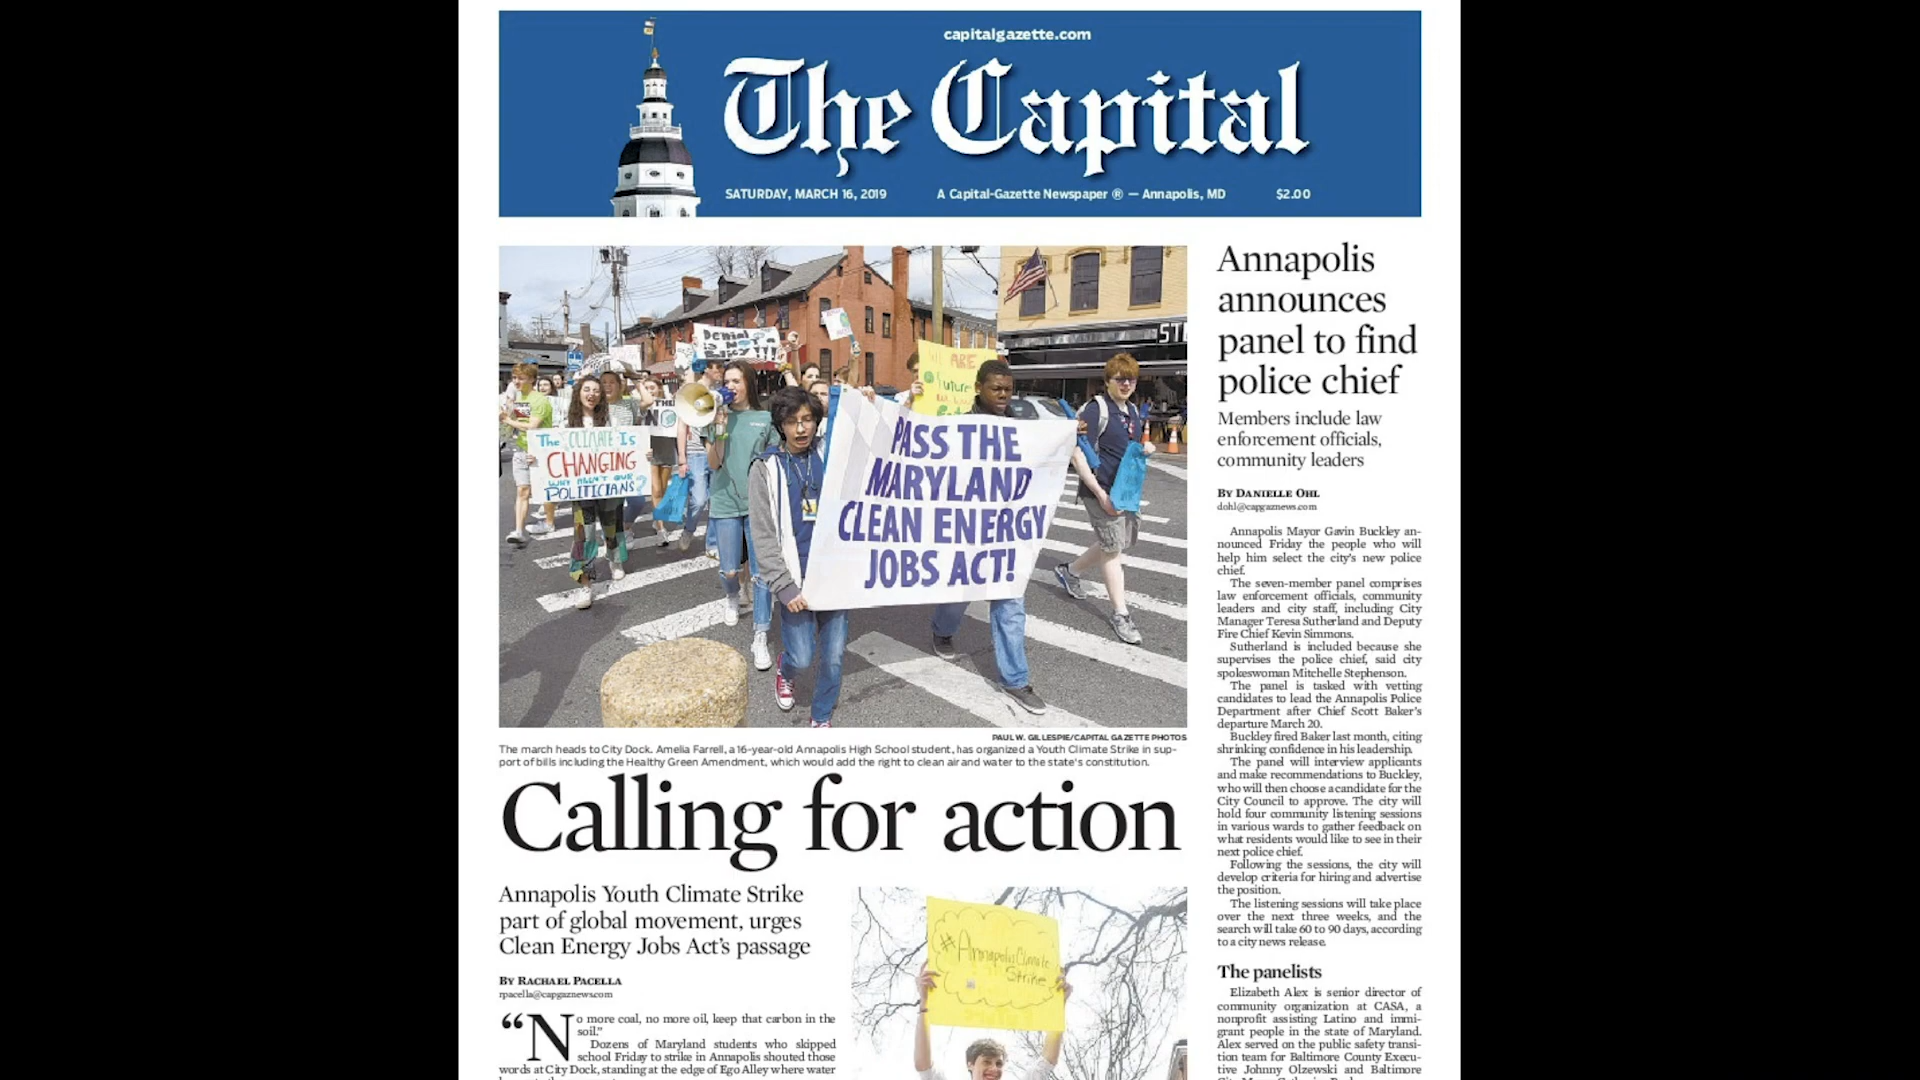 capitalgazette.com
The Capital
SATURDAY, MARCH 16, 2019
A Capital-Gazette Newspaper ® — Annapolis, MD
$2.00
Denial
IS NOT A
ARE
Future
ST
THE
NO
The CLIMATE Is
CHANGING
WHY AREN'T OUR
POLITICIANS?
PASS THE
MARYLAND
CLEAN ENERGY
JOBS ACT!
PAUL W. GILLESPIE/CAPITAL GAZETTE PHOTOS
The march heads to City Dock. Amelia Farrell, a 16-year-old Annapolis High School student, has organized a Youth Climate Strike in sup-
port of bills including the Healthy Green Amendment, which would add the right to clean air and water to the state's constitution.
Calling for action
Annapolis Youth Climate Strike
part of global movement, urges
Clean Energy Jobs Act's passage
BY RACHAEL PACELLA
rpacella@capgaznews.com
“No more coal, no more oil, keep that carbon in the
soil.”
Dozens of Maryland students who skipped
school Friday to strike in Annapolis shouted those
words at City Dock, standing at the edge of Ego Alley where water
#AnnapolisClimate
Strike
Annapolis
announces
panel to find
police chief
Members include law
enforcement officials,
community leaders
BY DANIELLE OHL
dohl@capgaznews.com
Annapolis Mayor Gavin Buckley an-
nounced Friday the people who will
help him select the city's new police
chief.
The seven-member panel comprises
law enforcement officials, community
leaders and city staff, including City
Manager Teresa Sutherland and Deputy
Fire Chief Kevin Simmons.
Sutherland is included because she
supervises the police chief, said city
spokeswoman Mitchelle Stephenson.
The panel is tasked with vetting
candidates to lead the Annapolis Police
Department after Chief Scott Baker's
departure March 20.
Buckley fired Baker last month, citing
shrinking confidence in his leadership.
The panel will interview applicants
and make recommendations to Buckley,
who will then choose a candidate for the
City Council to approve. The city will
hold four community listening sessions
in various wards to gather feedback on
what residents would like to see in their
next police chief.
Following the sessions, the city will
develop criteria for hiring and advertise
the position.
The listening sessions will take place
over the next three weeks, and the
search will take 60 to 90 days, according
to a city news release.
The panelists
Elizabeth Alex is senior director of
community organization at CASA, a
nonprofit assisting Latino and immi-
grant people in the state of Maryland.
Alex served on the public safety transi-
tion team for Baltimore County Execu-
tive Johnny Olzewski and Baltimore